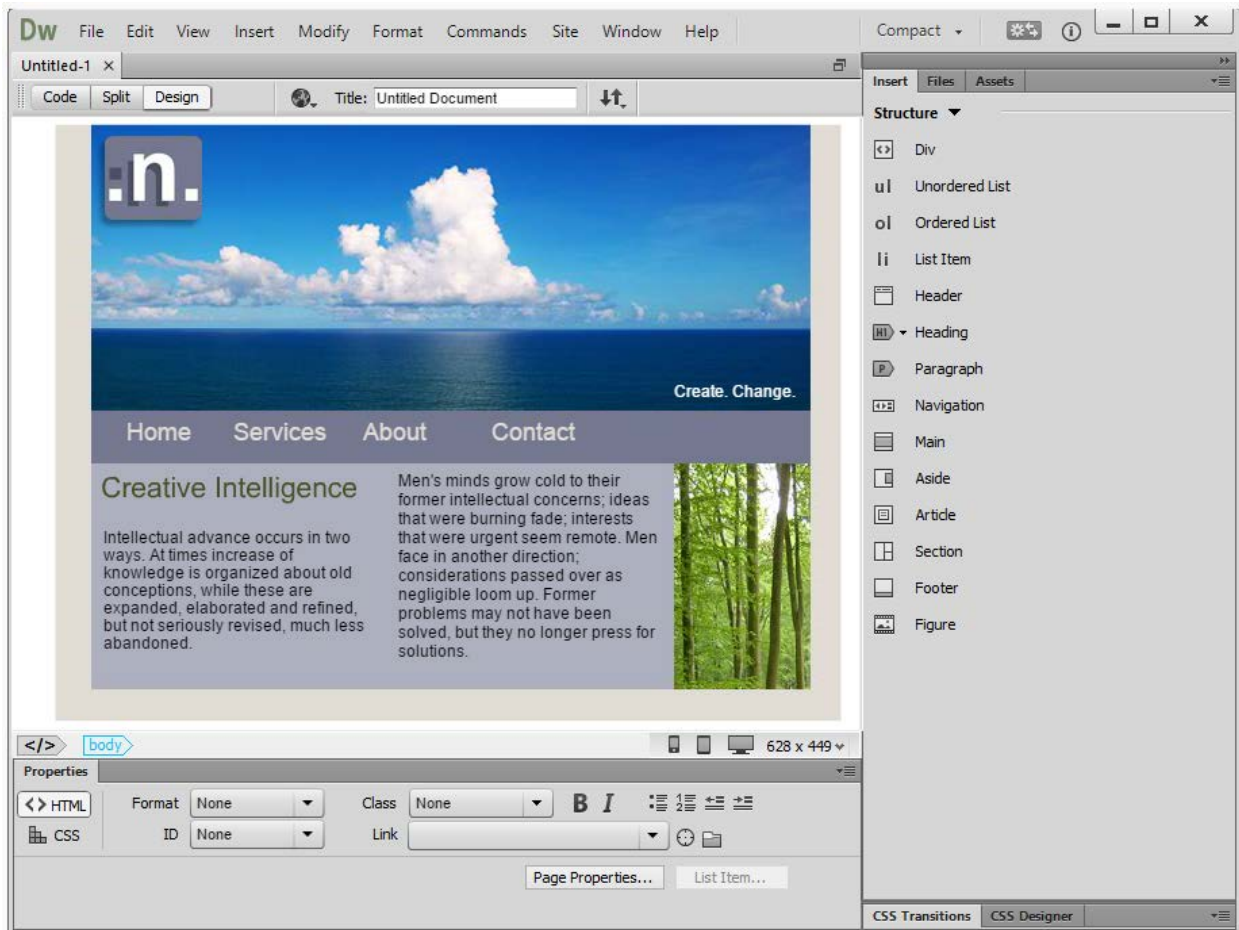 Dw File Edit View Insert Modify Format Commands Site Window Help Compact
Untitled-1 ×
Code Split Design Title: Untitled Document
:n.
Create. Change.
Home Services About Contact
Creative Intelligence
Intellectual advance occurs in two
ways. At times increase of
knowledge is organized about old
conceptions, while these are
expanded, elaborated and refined,
but not seriously revised, much less
abandoned.
Men's minds grow cold to their
former intellectual concerns; ideas
that were burning fade; interests
that were urgent seem remote. Men
face in another direction;
considerations passed over as
negligible loom up. Former
problems may not have been
solved, but they no longer press for
solutions.
</> body 628 x 449
Properties
<> HTML Format None Class None B I
CSS ID None Link
Page Properties... List Item...
Insert Files Assets
Structure
Div
ul Unordered List
ol Ordered List
li List Item
Header
H1 Heading
P Paragraph
Navigation
Main
Aside
Article
Section
Footer
Figure
CSS Transitions CSS Designer